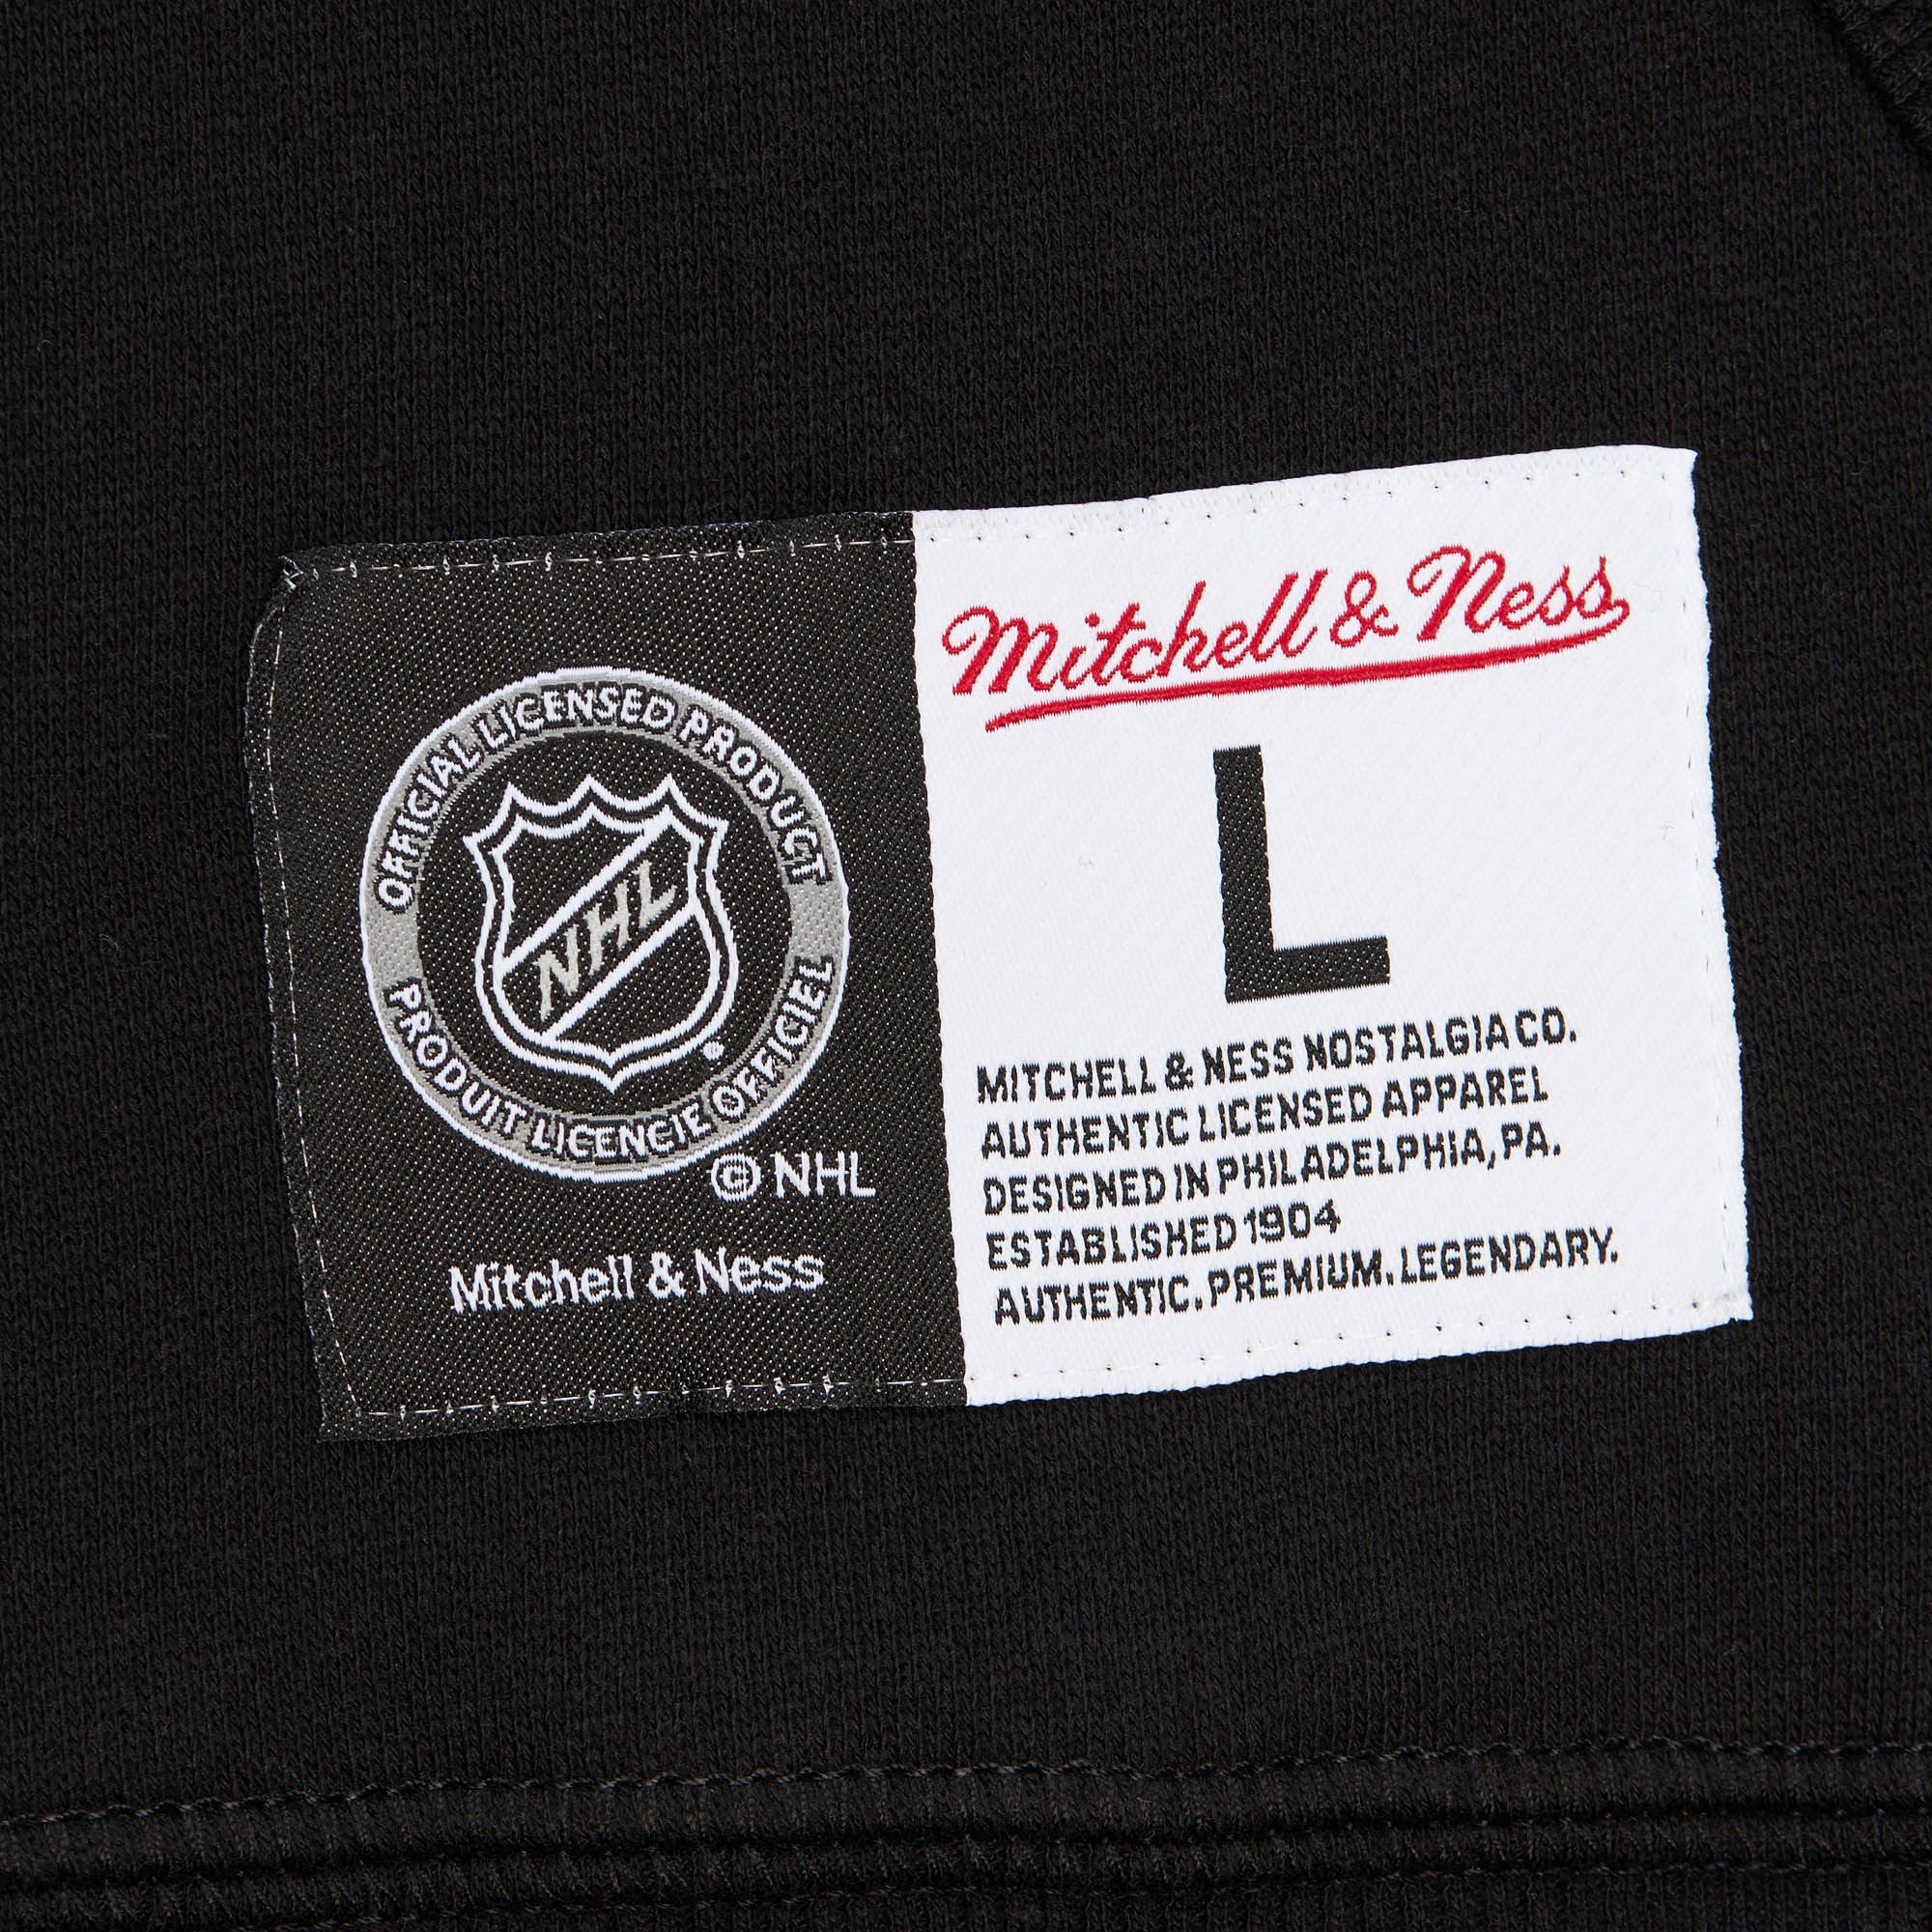 OFFICIAL LICENSED PRODUCT
NHL
PRODUIT LICENCIE OFFICIEL
© NHL
Mitchell & Ness
Mitchell & Ness
L
MITCHELL & NESS NOSTALGIA CO.
AUTHENTIC LICENSED APPAREL
DESIGNED IN PHILADELPHIA, PA.
ESTABLISHED 1904
AUTHENTIC. PREMIUM. LEGENDARY.